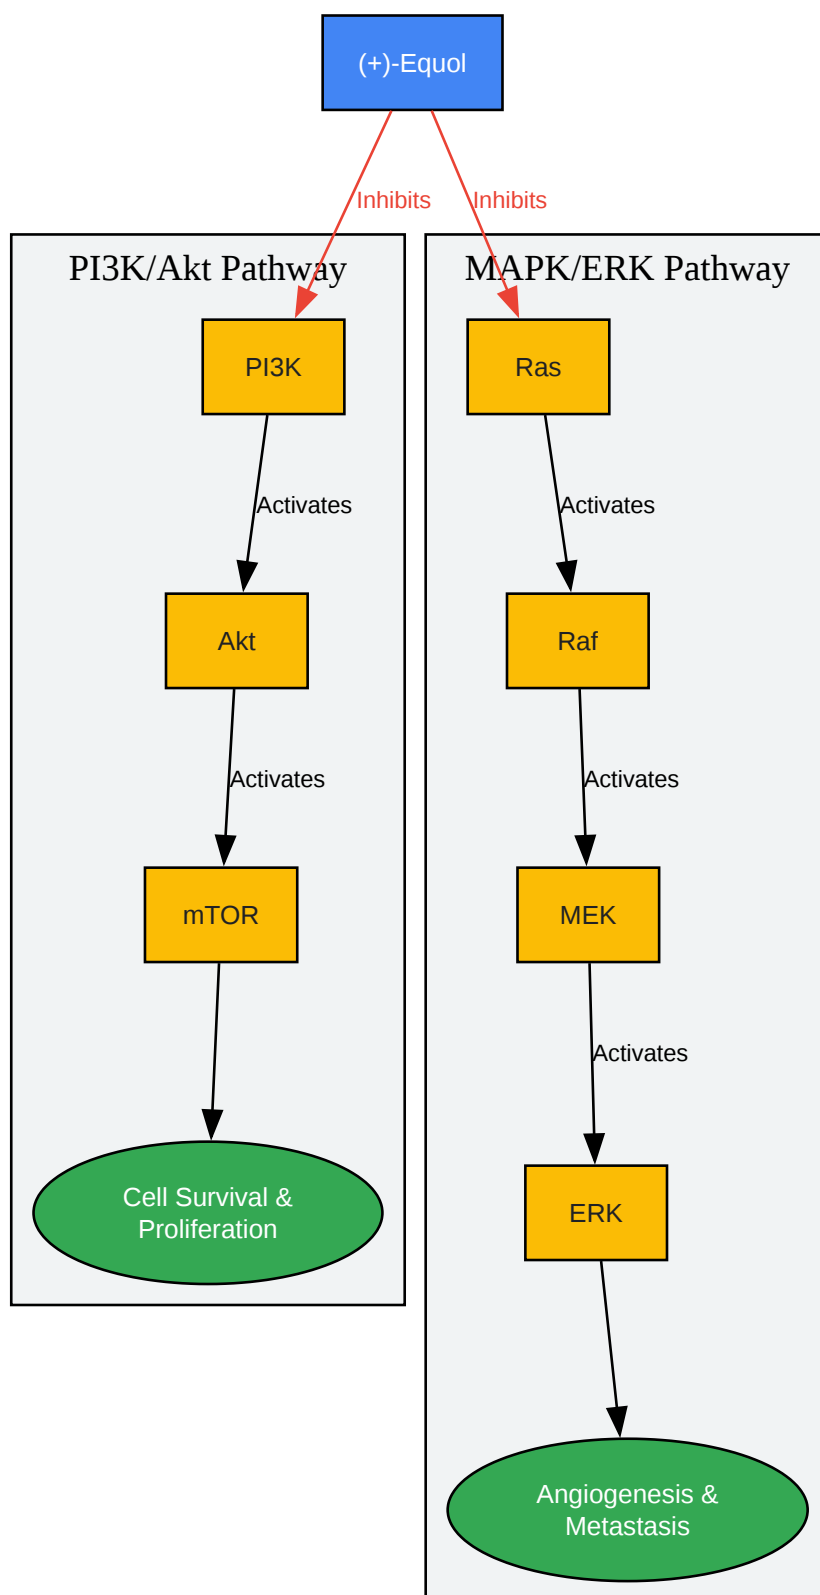 (+)-Equol
Inhibits
Inhibits
PI3K/Akt Pathway
MAPK/ERK Pathway
PI3K
Ras
Activates
Activates
Akt
Raf
Activates
Activates
mTOR
MEK
Activates
Cell Survival &
Proliferation
ERK
Angiogenesis &
Metastasis